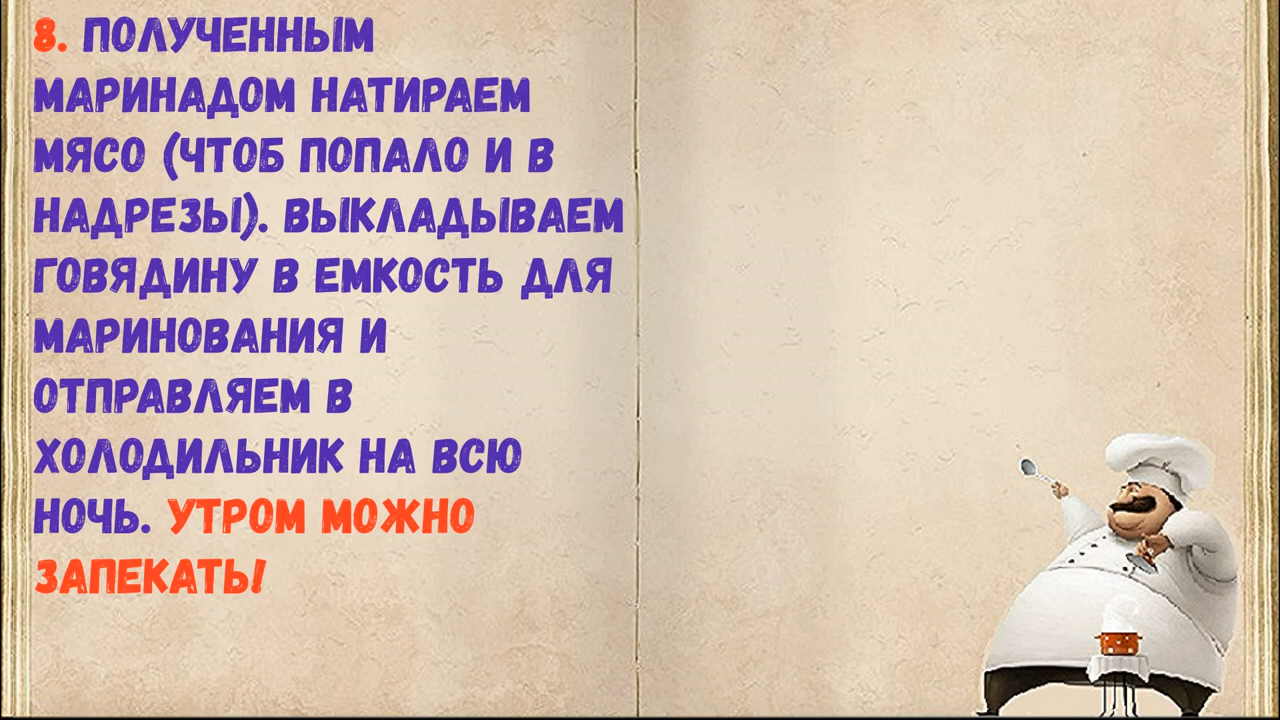 8. ПОЛУЧЕННЫМ
МАРИНАДОМ НАТИРАЕМ
МЯСО (ЧТОБ ПОПАЛО И В
НАДРЕЗЫ). ВЫКЛАДЫВАЕМ
ГОВЯДИНУ В ЕМКОСТЬ ДЛЯ
МАРИНОВАНИЯ И
ОТПРАВЛЯЕМ В
ХОЛОДИЛЬНИК НА ВСЮ
НОЧЬ. УТРОМ МОЖНО
ЗАПЕКАТЬ!